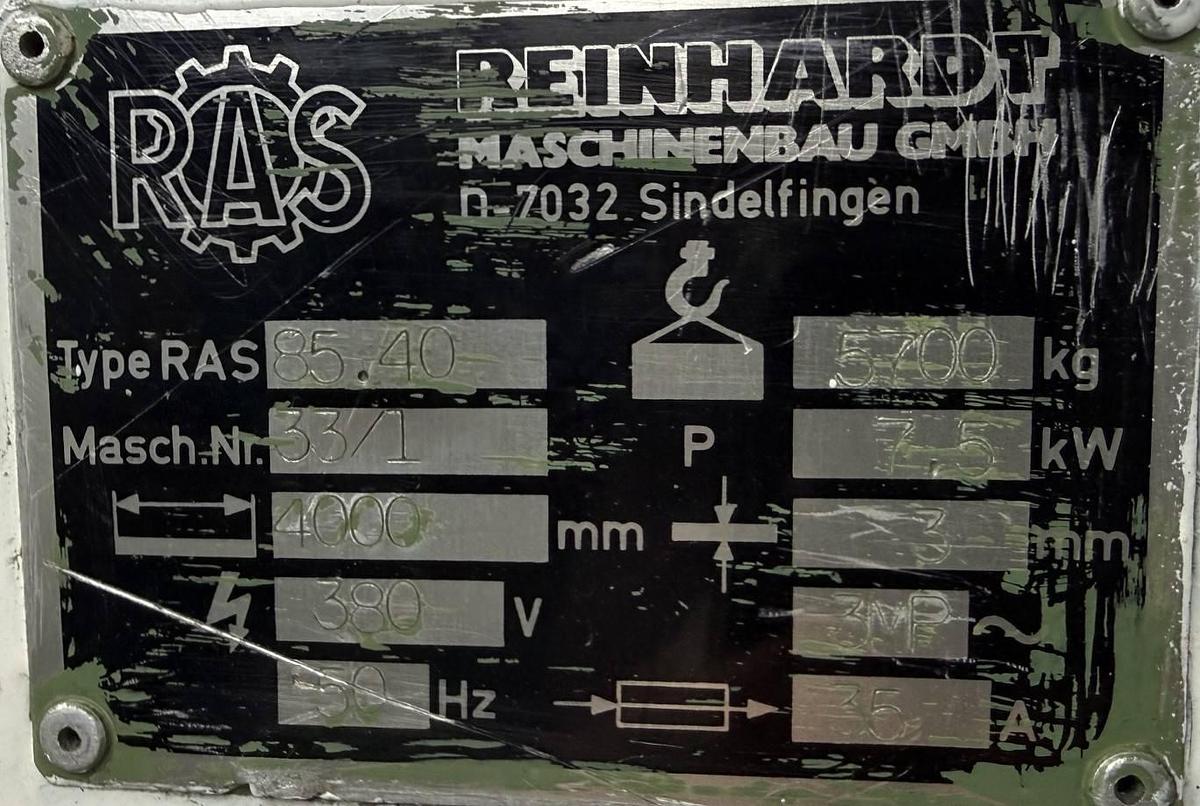 RAS
REINHARDT
MASCHINENBAU GMBH
D-7032 Sindelfingen
Type RAS 85.40
5700 kg
Masch.Nr. 33/1
P 7.5 kW
4000 mm
3 mm
380 V
3MP ~
50 Hz
35 A